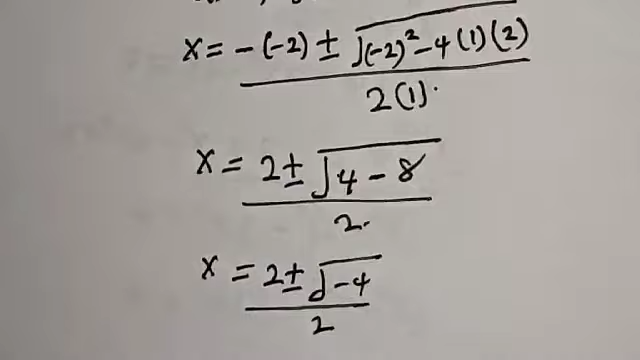 x = -(-2) ± √(-2)² - 4(1)(2) / 2(1).
x = 2 ± √4 - 8 / 2.
x = 2 ± √-4 / 2